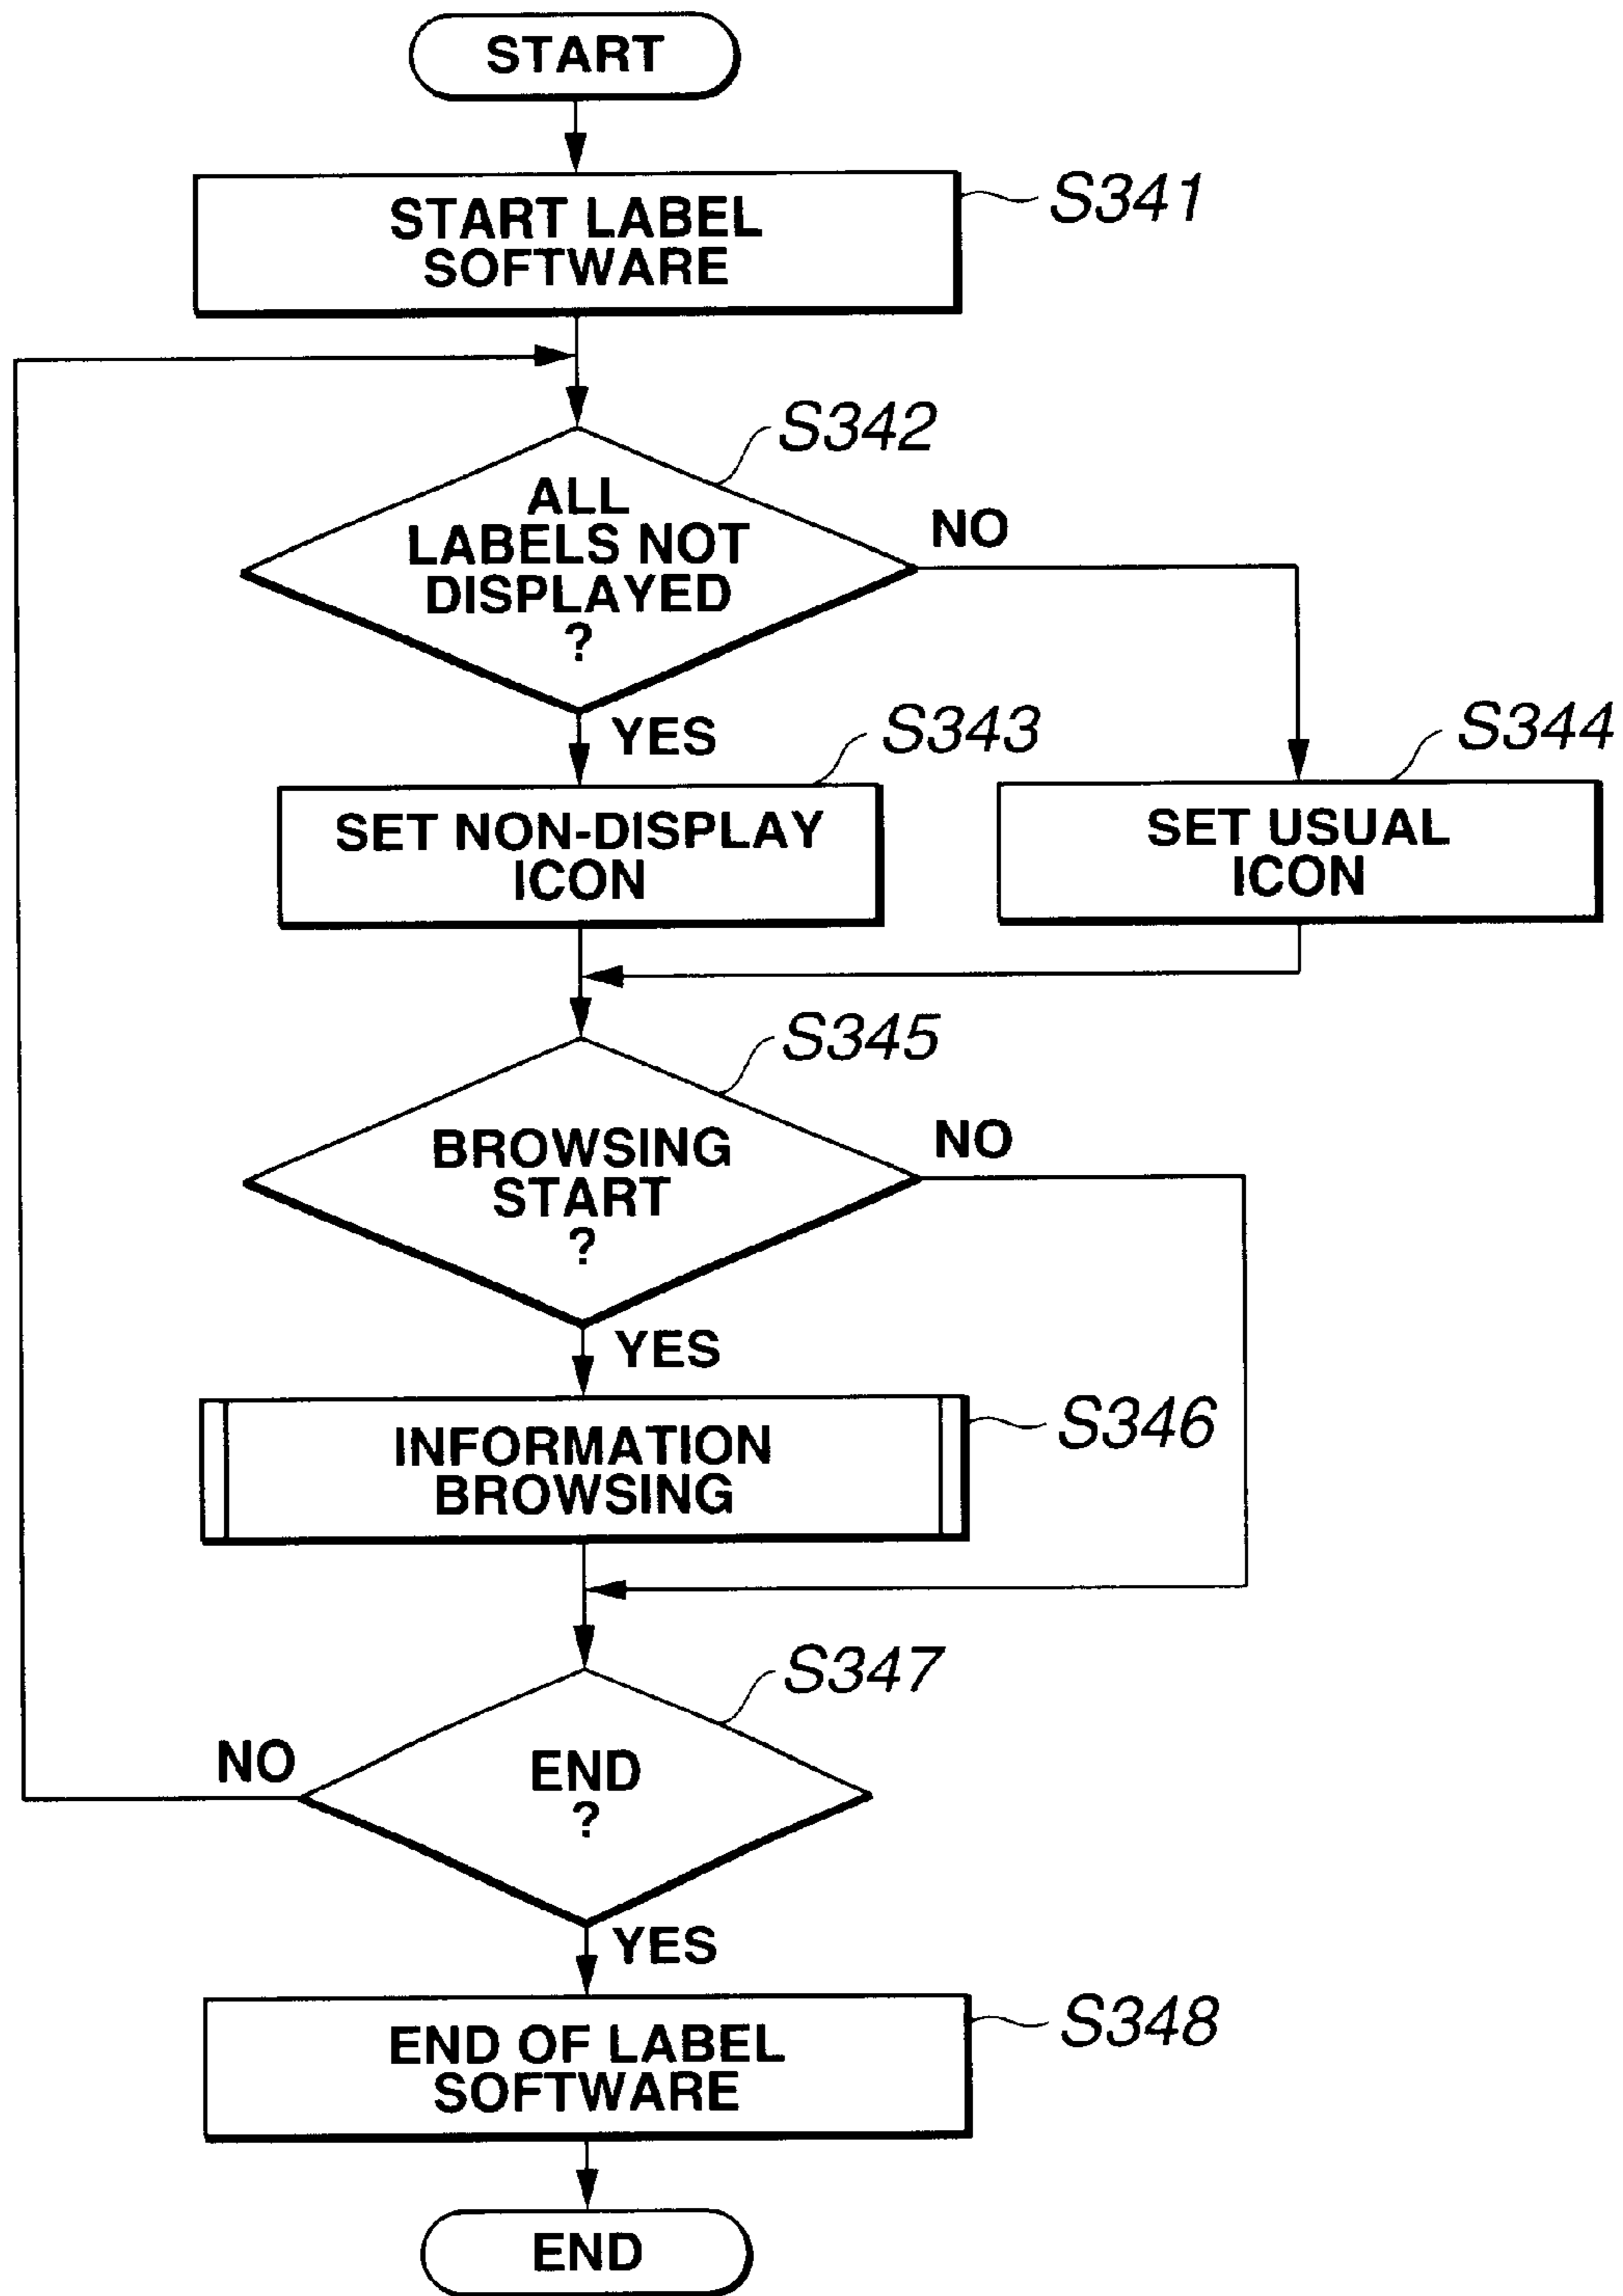 START
START LABEL
SOFTWARE
S341
S342
ALL
LABELS NOT
DISPLAYED
?
NO
YES
S343
S344
SET NON-DISPLAY
ICON
SET USUAL
ICON
S345
BROWSING
START
?
NO
YES
INFORMATION
BROWSING
S346
S347
NO
END
?
YES
END OF LABEL
SOFTWARE
S348
END